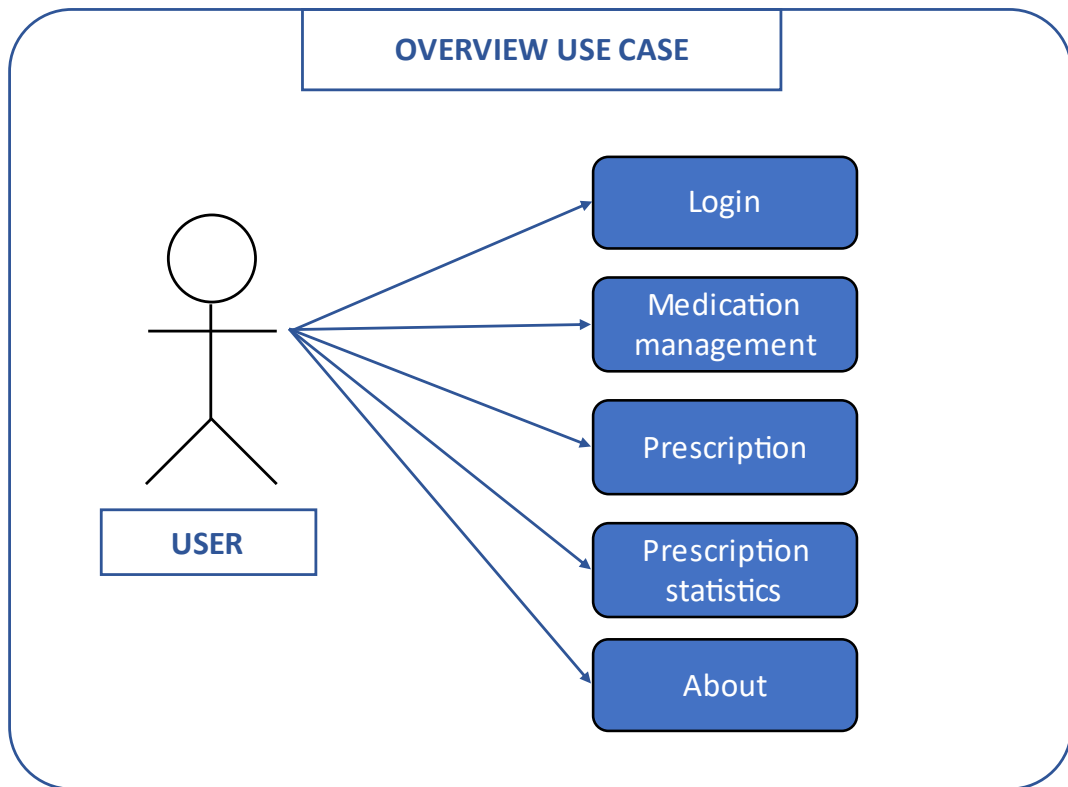 OVERVIEW USE CASE
Login
Medication
management
Prescription
USER
Prescription
statistics
About